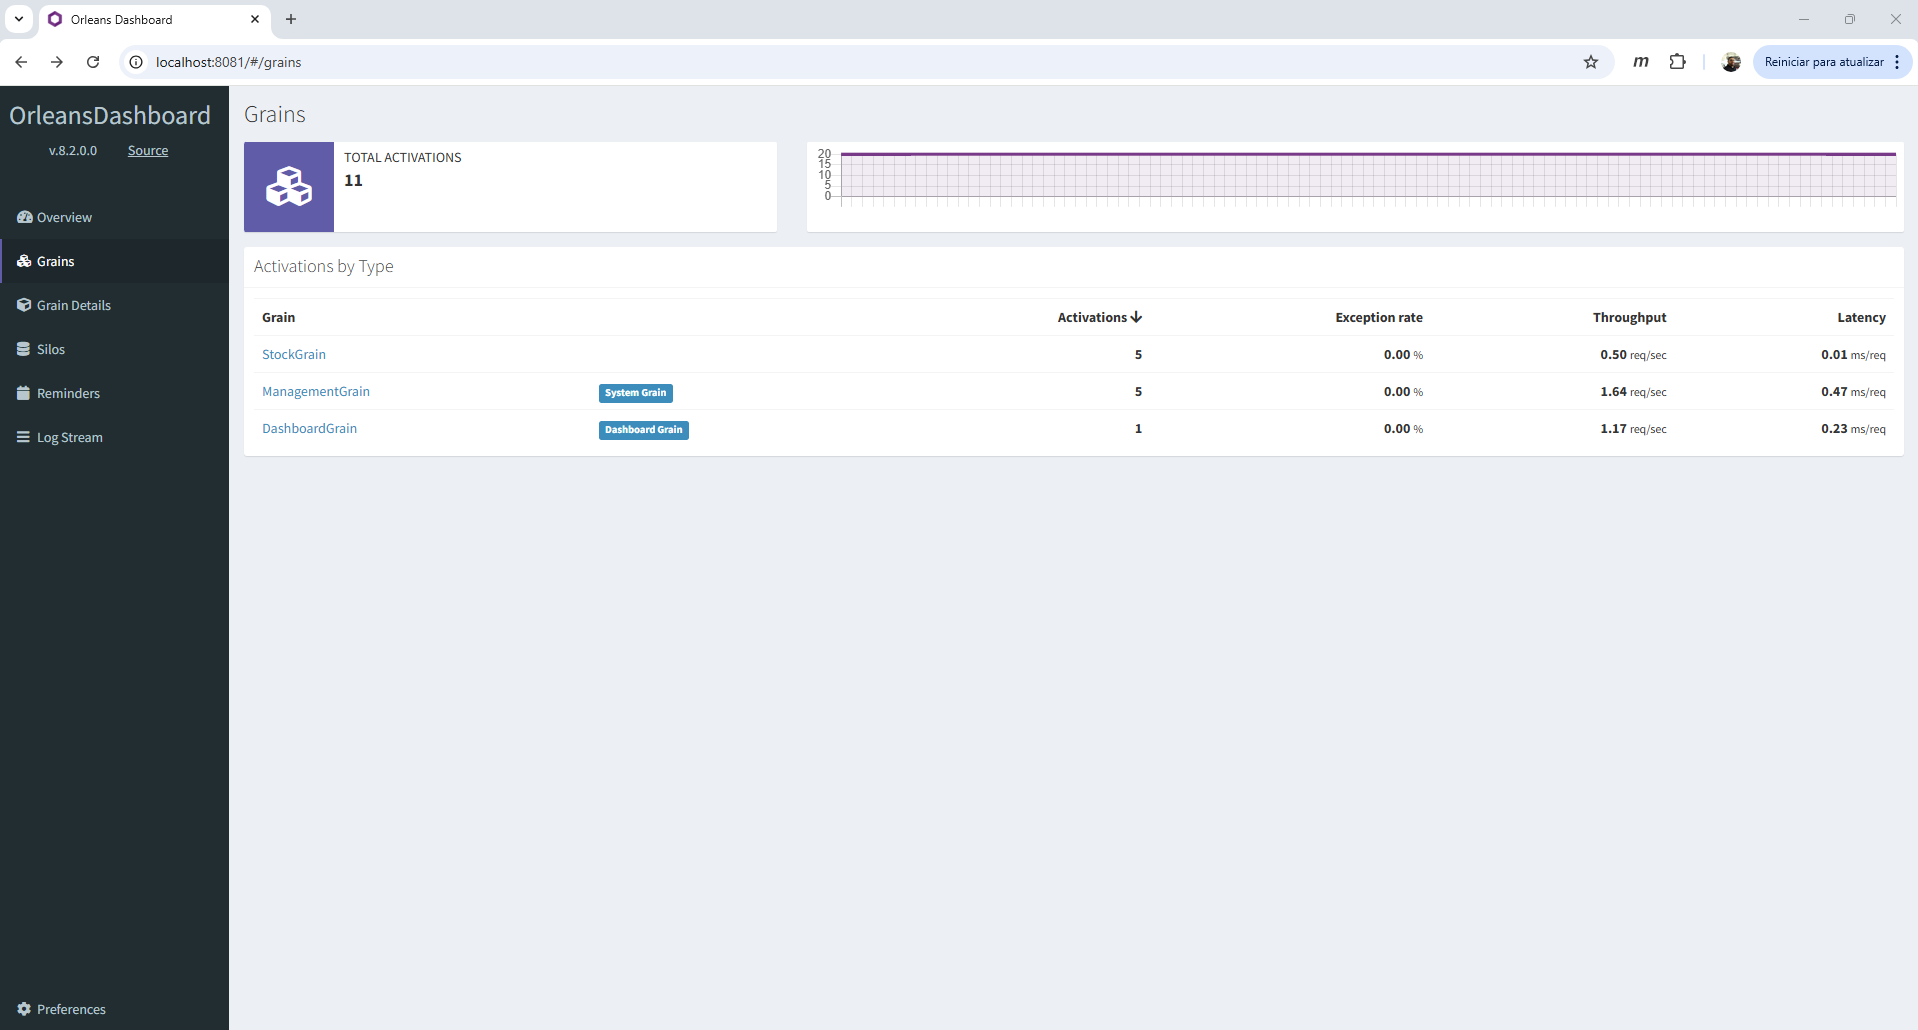 Orleans Dashboard
localhost:8081/#/grains
m
Reiniciar para atualizar
OrleansDashboard
v.8.2.0.0 Source
Overview
Grains
Grain Details
Silos
Reminders
Log Stream
Preferences
Grains
TOTAL ACTIVATIONS
11
20
15
10
5
0
Activations by Type
Grain Activations Exception rate Throughput Latency
StockGrain 5 0.00 % 0.50 req/sec 0.01 ms/req
ManagementGrain System Grain 5 0.00 % 1.64 req/sec 0.47 ms/req
DashboardGrain Dashboard Grain 1 0.00 % 1.17 req/sec 0.23 ms/req